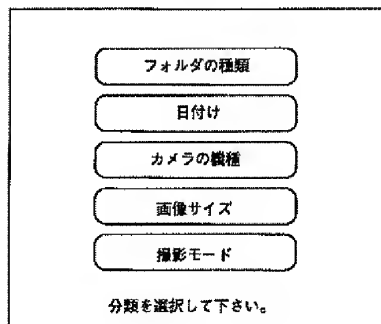 フォルダの種類
日付け
カメラの機種
画像サイズ
撮影モード
分類を選択して下さい。